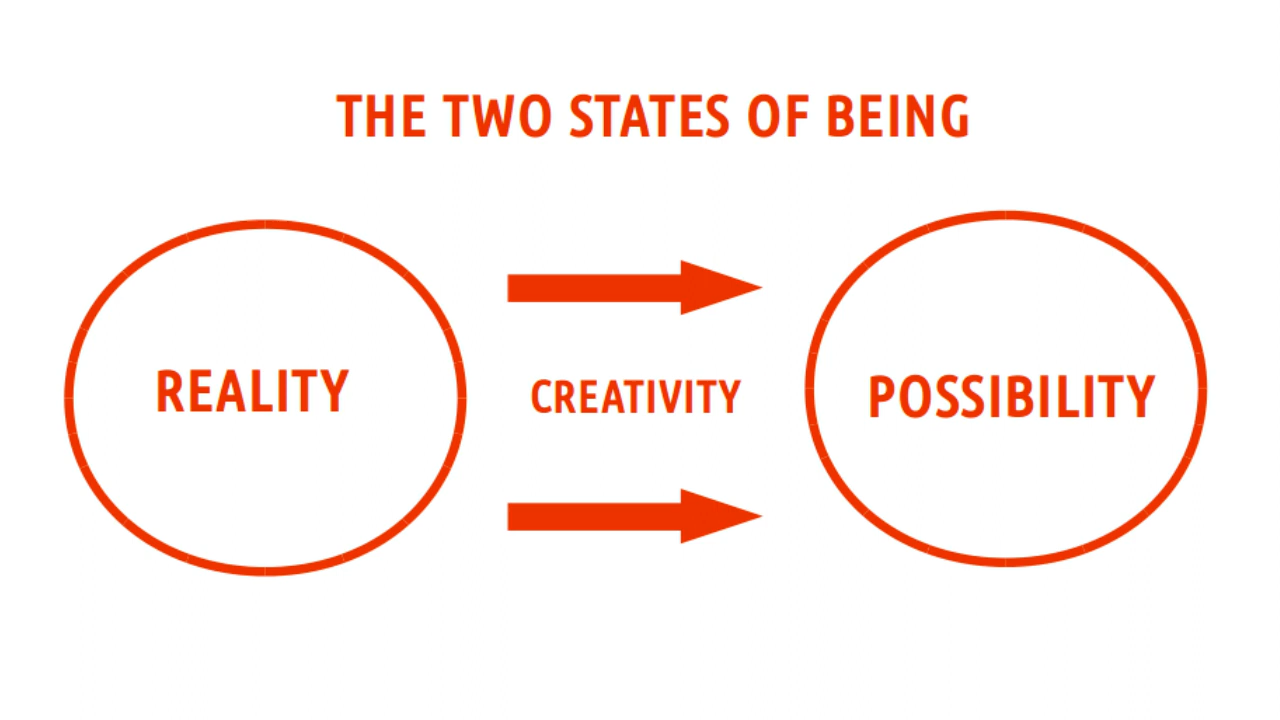 THE TWO STATES OF BEING
REALITY
CREATIVITY
POSSIBILITY